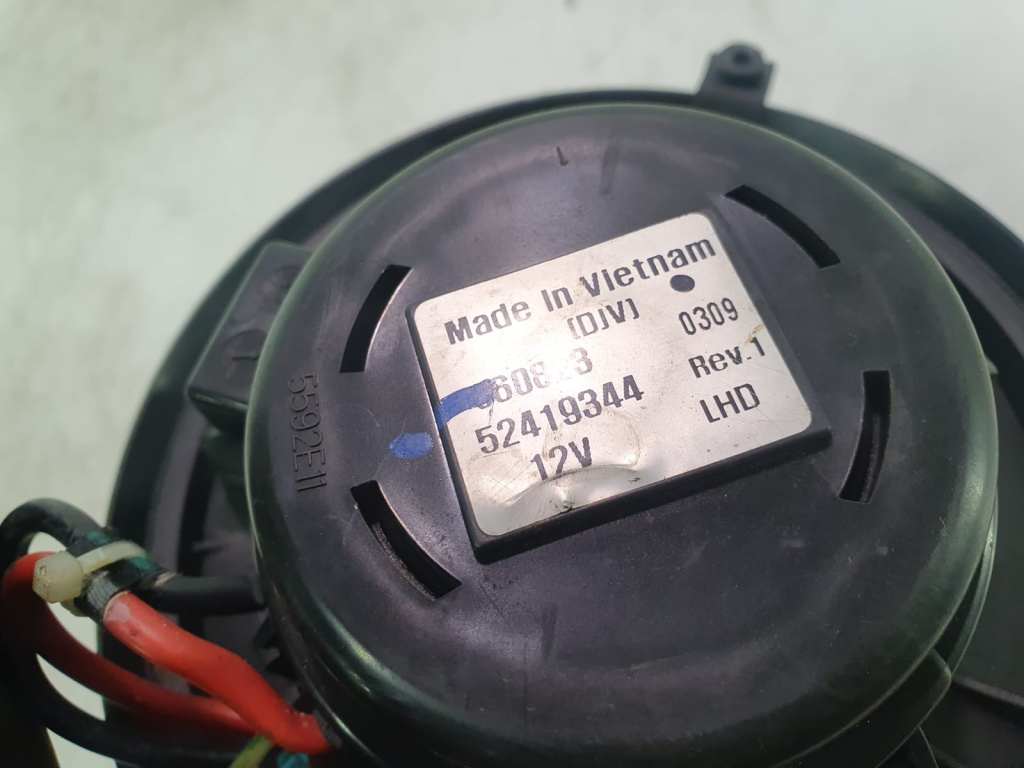 Made In Vietnam
[DJV]
0309
52419344
Rev.1
12V
LHD
5592E11